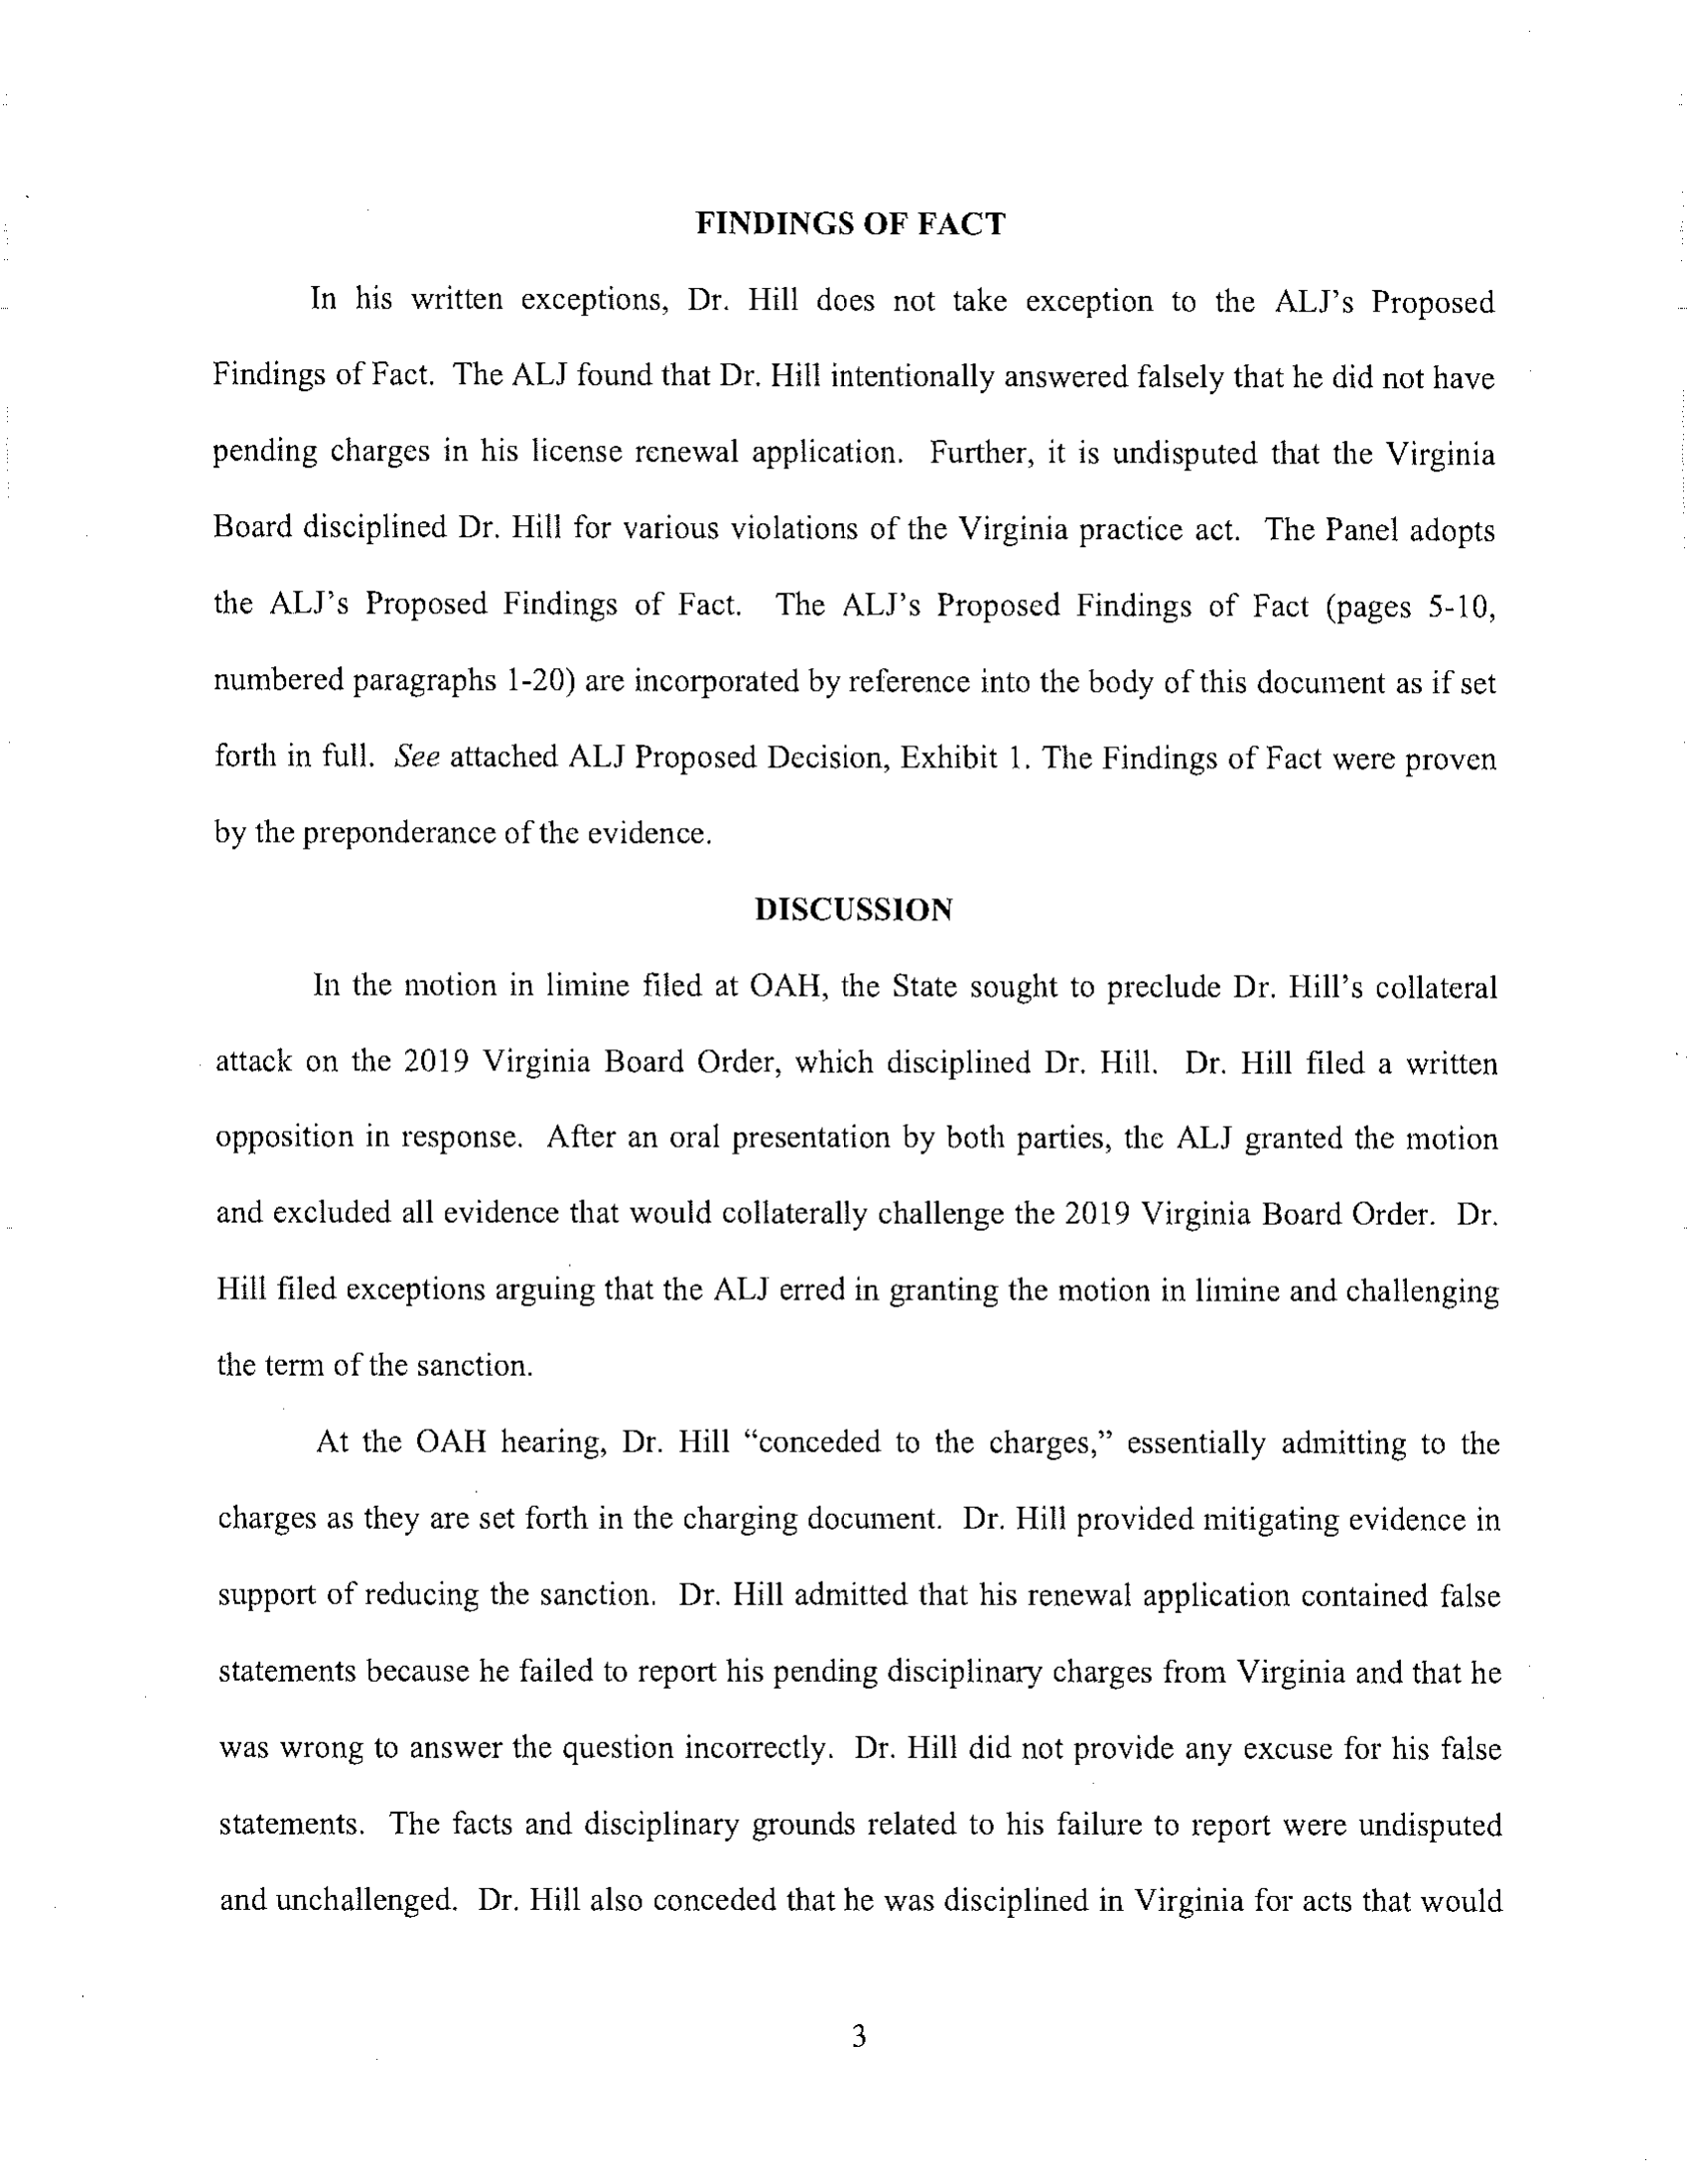 FINDINGS OF FACT
In his written exceptions, Dr. Hill does not take exception to the ALJ's Proposed
Findings of Fact. The ALJ found that Dr. Hill intentionally answered falsely that he did not have
pending charges in his license renewal application. Further, it is undisputed that the Virginia
Board disciplined Dr. Hill for various violations of the Virginia practice act. The Panel adopts
the ALJ's Proposed Findings of Fact. The ALJ's Proposed Findings of Fact (pages 5-10,
numbered paragraphs 1-20) are incorporated by reference into the body of this document as if set
forth in full. See attached ALJ Proposed Decision, Exhibit 1. The Findings of Fact were proven
by the preponderance of the evidence.
DISCUSSION
In the motion in limine filed at OAH, the State sought to preclude Dr. Hill's collateral
attack on the 2019 Virginia Board Order, which disciplined Dr. Hill. Dr. Hill filed a written
opposition in response. After an oral presentation by both parties, the ALJ granted the motion
and excluded all evidence that would collaterally challenge the 2019 Virginia Board Order. Dr.
Hill filed exceptions arguing that the ALJ erred in granting the motion in limine and challenging
the term of the sanction.
At the OAH hearing, Dr. Hill "conceded to the charges," essentially admitting to the
charges as they are set forth in the charging document. Dr. Hill provided mitigating evidence in
support of reducing the sanction. Dr. Hill admitted that his renewal application contained false
statements because he failed to report his pending disciplinary charges from Virginia and that he
was wrong to answer the question incorrectly. Dr. Hill did not provide any excuse for his false
statements. The facts and disciplinary grounds related to his failure to report were undisputed
and unchallenged. Dr. Hill also conceded that he was disciplined in Virginia for acts that would
3